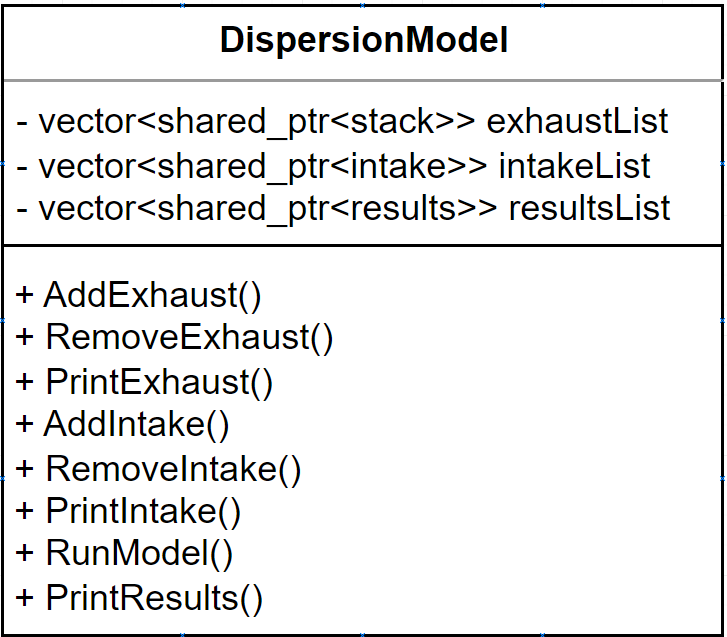 DispersionModel
- vector<shared_ptr<stack>> exhaustList
- vector<shared_ptr<intake>> intakeList
- vector<shared_ptr<results>> resultsList
+ AddExhaust()
+ RemoveExhaust()
+ PrintExhaust()
+ AddIntake()
+ RemoveIntake()
+ PrintIntake()
+ RunModel()
+ PrintResults()